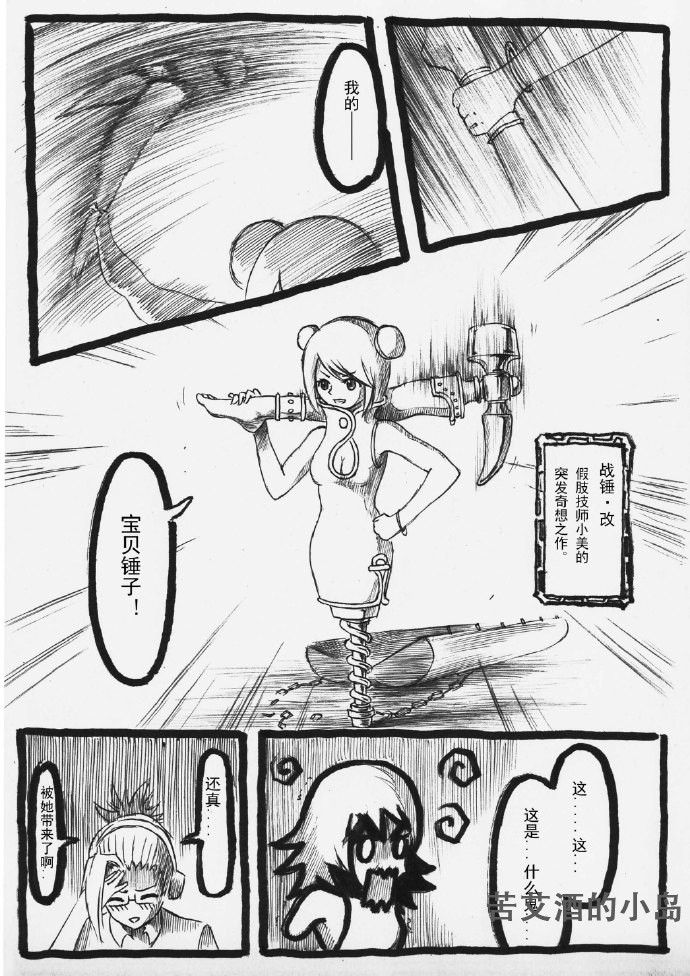 我的——
宝贝锤子！
战锤·改
假肢技师小美的
突发奇想之作。
这.....这...
这是...什么鬼......
还真....
被她带来了啊..
苦艾酒的小岛